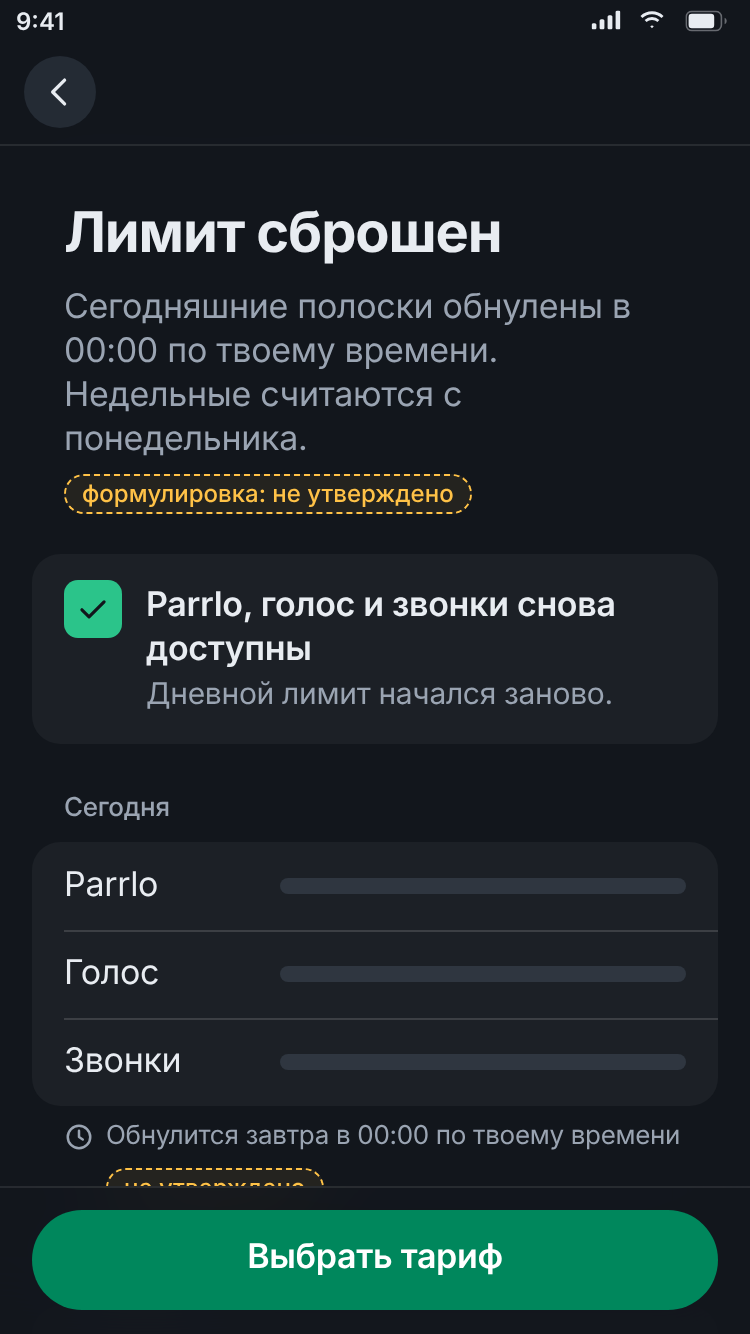 9:41
Лимит сброшен
Сегодняшние полоски обнулены в
00:00 по твоему времени.
Недельные считаются с
понедельника.
формулировка: не утверждено
Parrlo, голос и звонки снова
доступны
Дневной лимит начался заново.
Сегодня
Parrlo
Голос
Звонки
Обнулится завтра в 00:00 по твоему времени
не утверждено
Выбрать тариф